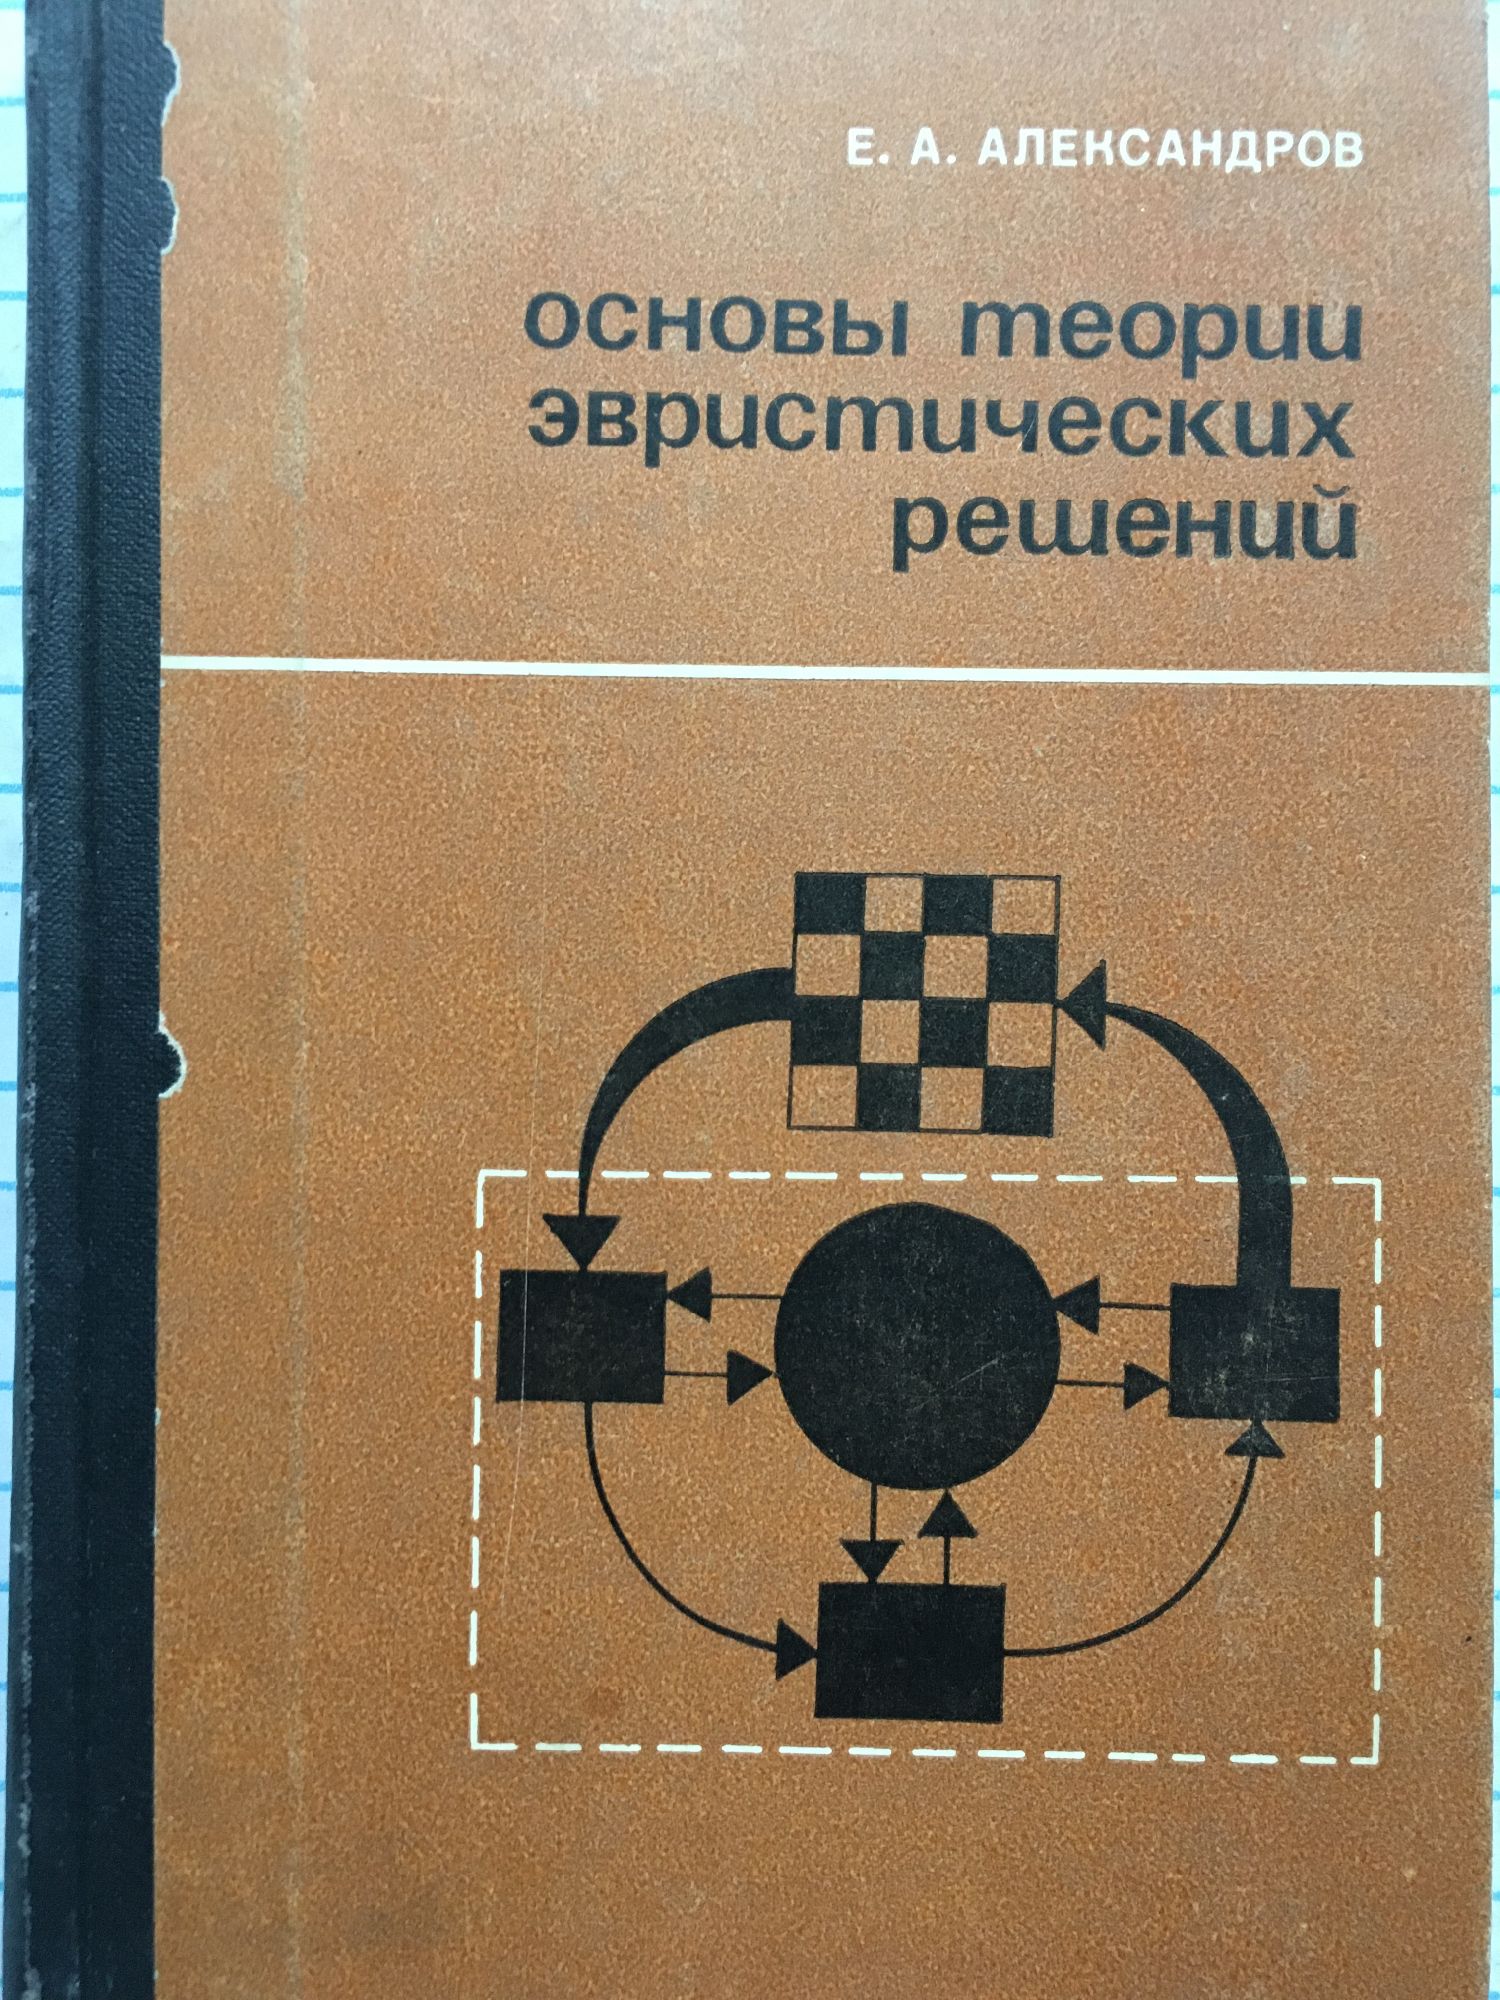 Е. А. АЛЕКСАНДРОВ
основы теории
эвристических
решений